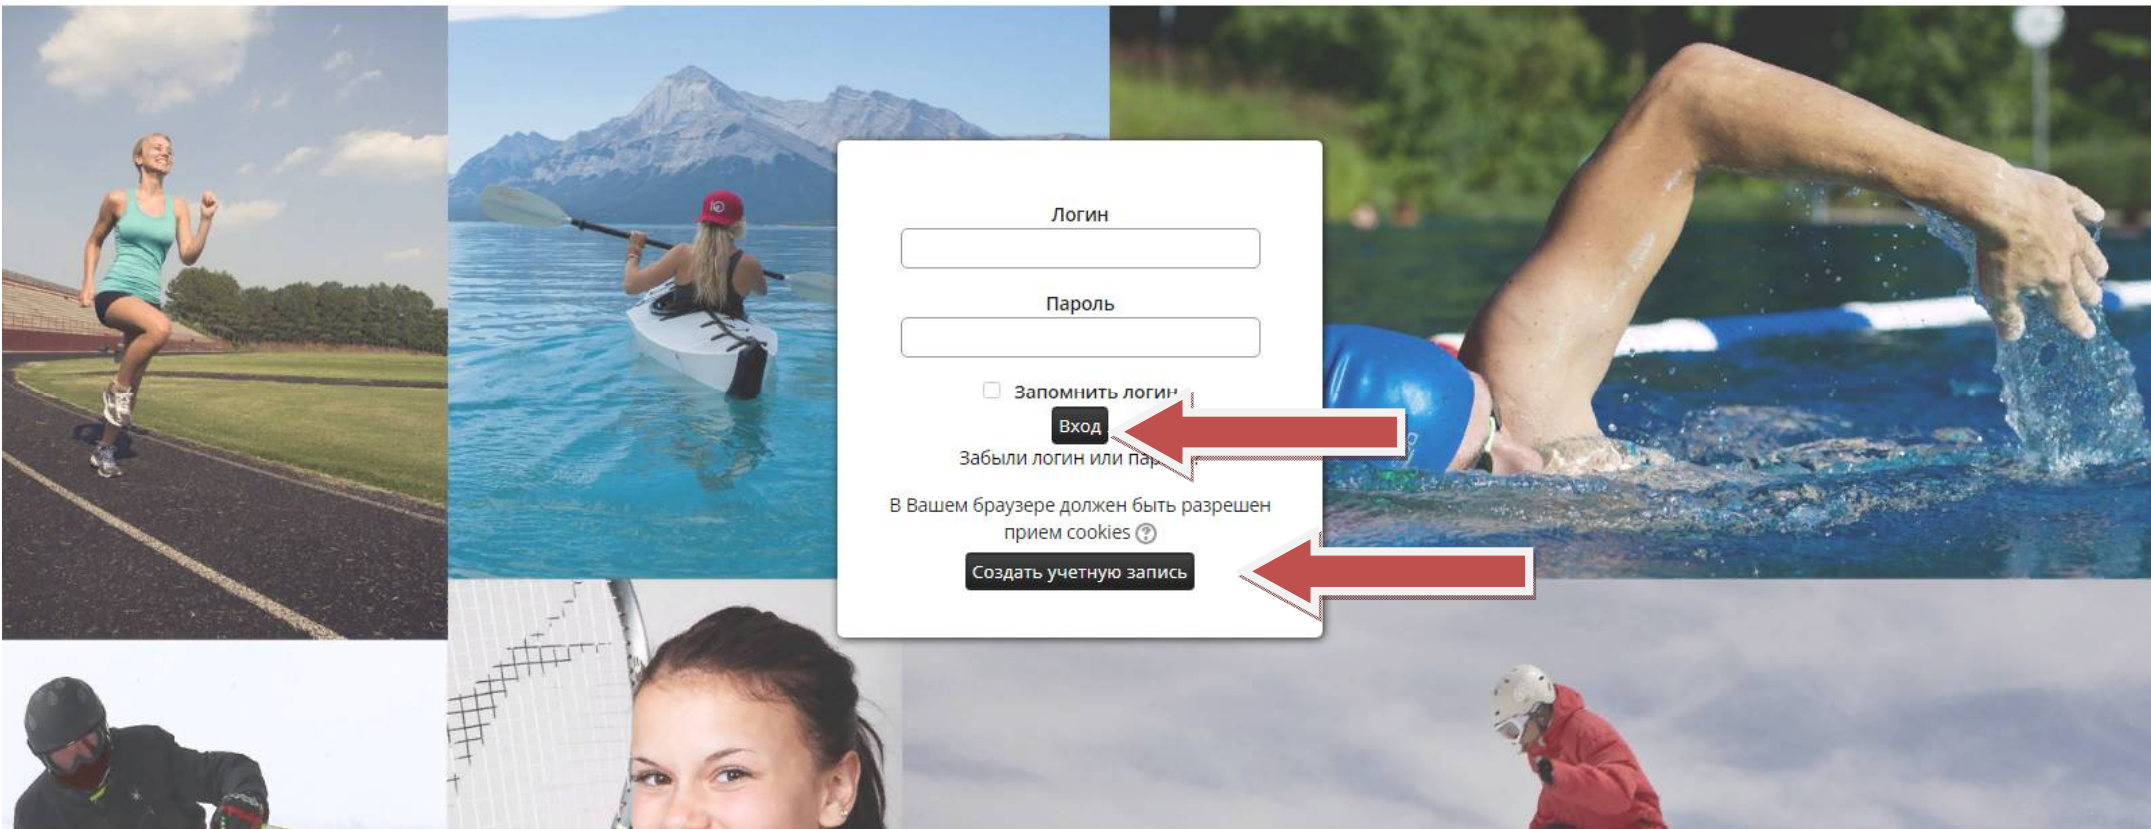 Логин
Пароль
Запомнить логин
Вход
Забыли логин или
В Вашем браузере должен быть разрешен
прием cookies ?
Создать учетную запись